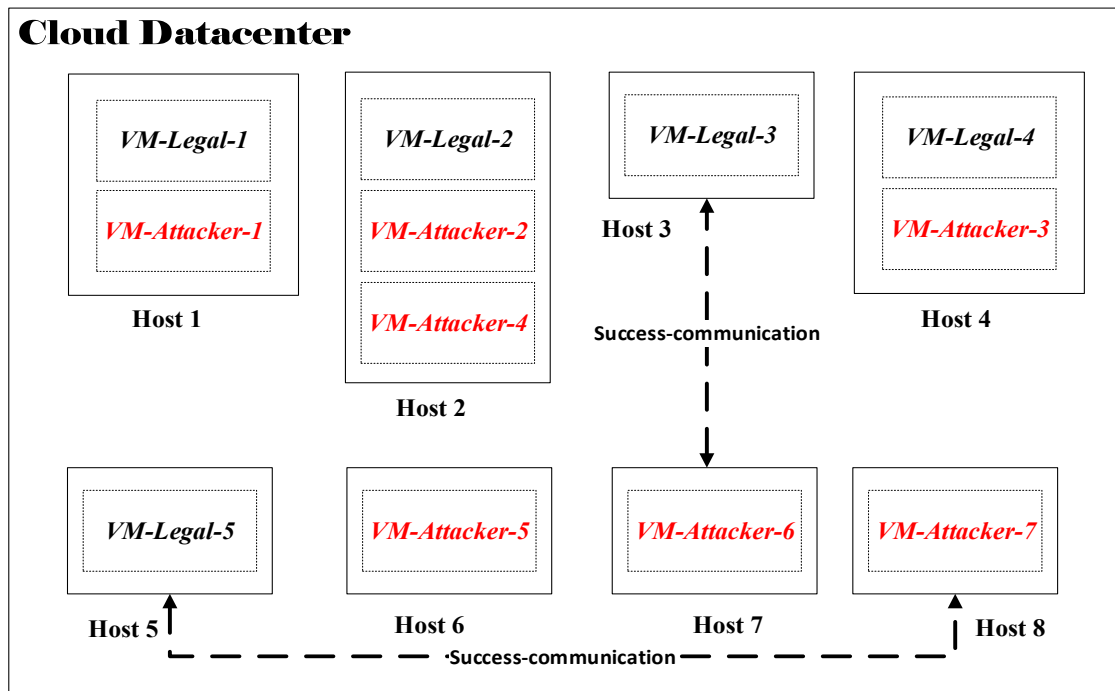 Cloud Datacenter
VM-Legal-1
VM-Attacker-1
Host 1
VM-Legal-2
VM-Attacker-2
VM-Attacker-4
Host 2
VM-Legal-3
Host 3
VM-Legal-4
VM-Attacker-3
Host 4
Success-communication
VM-Legal-5
Host 5
VM-Attacker-5
Host 6
VM-Attacker-6
Host 7
VM-Attacker-7
Host 8
Success-communication